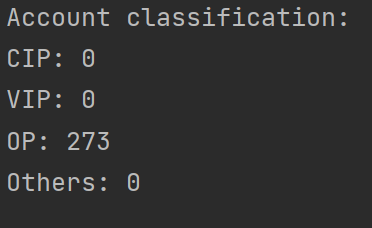 Account classification:
CIP: 0
VIP: 0
OP: 273
Others: 0